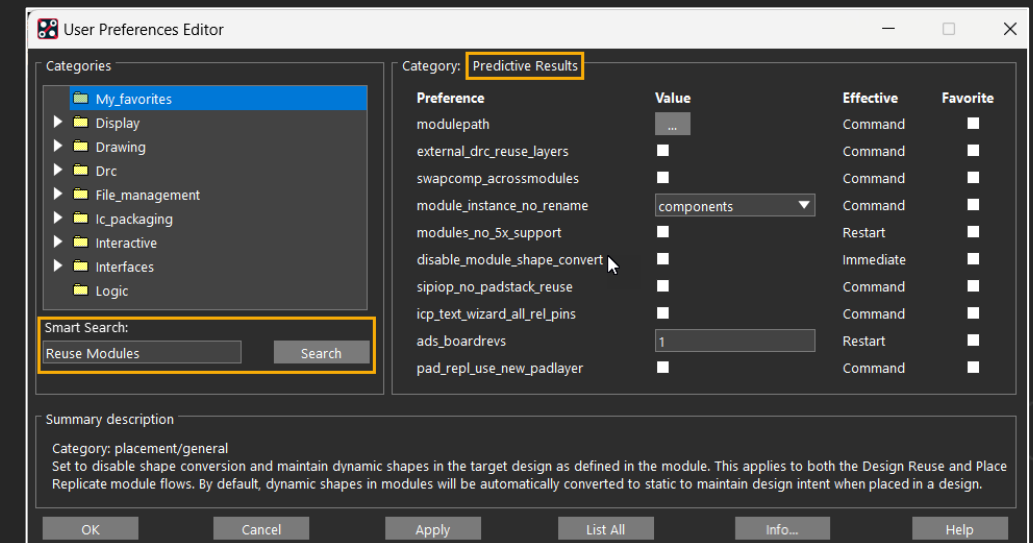 User Preferences Editor
Categories
My_favorites
Display
Drawing
Drc
File_management
Ic_packaging
Interactive
Interfaces
Logic
Smart Search:
Reuse Modules
Search
Category: Predictive Results
Preference Value Effective Favorite
modulepath ... Command
external_drc_reuse_layers Command
swapcomp_acrossmodules Command
module_instance_no_rename components Command
modules_no_5x_support Restart
disable_module_shape_convert Immediate
sipiop_no_padstack_reuse Command
icp_text_wizard_all_rel_pins Command
ads_boardrevs 1 Restart
pad_repl_use_new_padlayer Command
Summary description
Category: placement/general
Set to disable shape conversion and maintain dynamic shapes in the target design as defined in the module. This applies to both the Design Reuse and Place
Replicate module flows. By default, dynamic shapes in modules will be automatically converted to static to maintain design intent when placed in a design.
OK Cancel Apply List All Info... Help